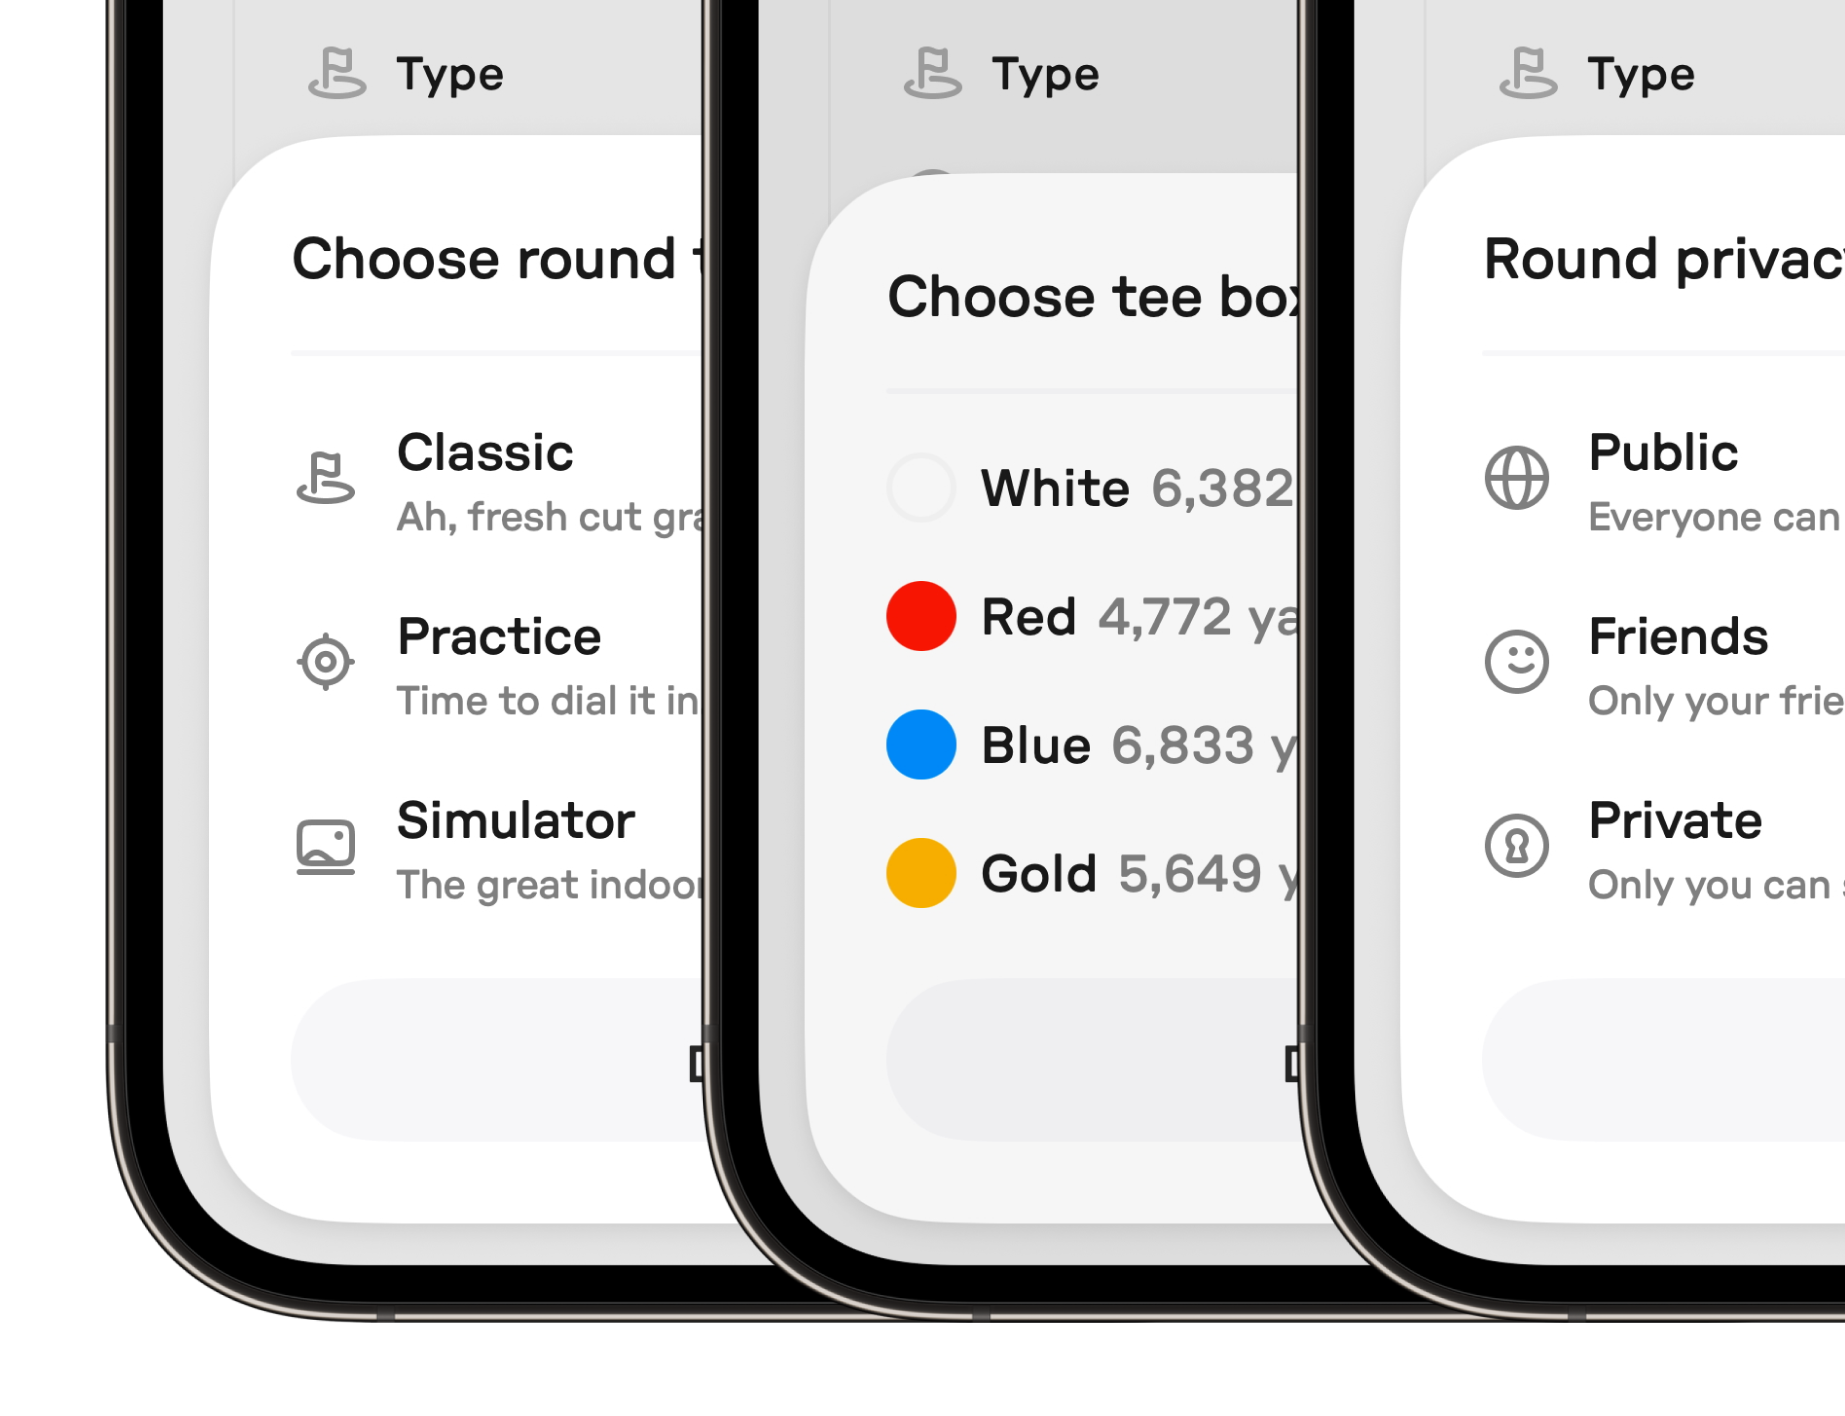 Type
Choose round
Classic
Ah, fresh cut
Practice
Time to dial it in
Simulator
The great
Type
Choose tee
White 6,382
Red 4,772
Blue 6,833
Gold 5,649
Type
Round
Public
Everyone can
Friends
Only your
Private
Only you can